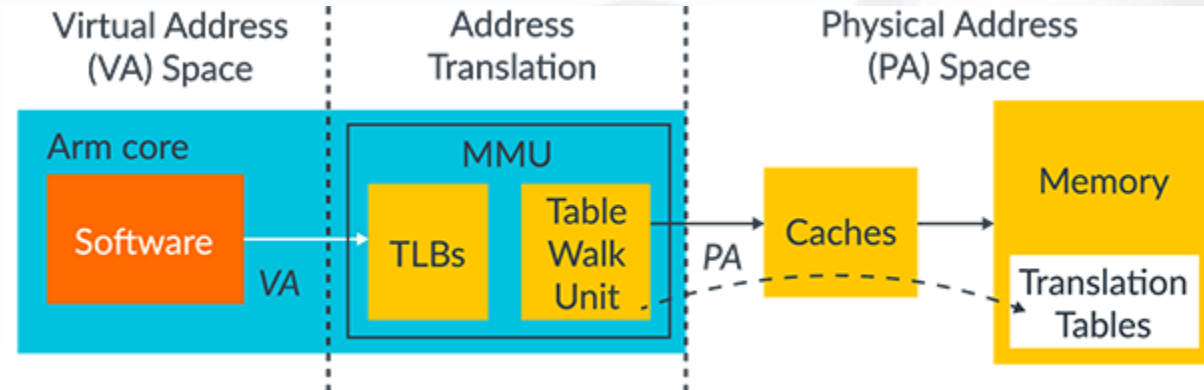 Virtual Address
(VA) Space
Address
Translation
Physical Address
(PA) Space
Arm core
Software
VA
MMU
TLBs
Table
Walk
Unit
PA
Caches
Memory
Translation
Tables